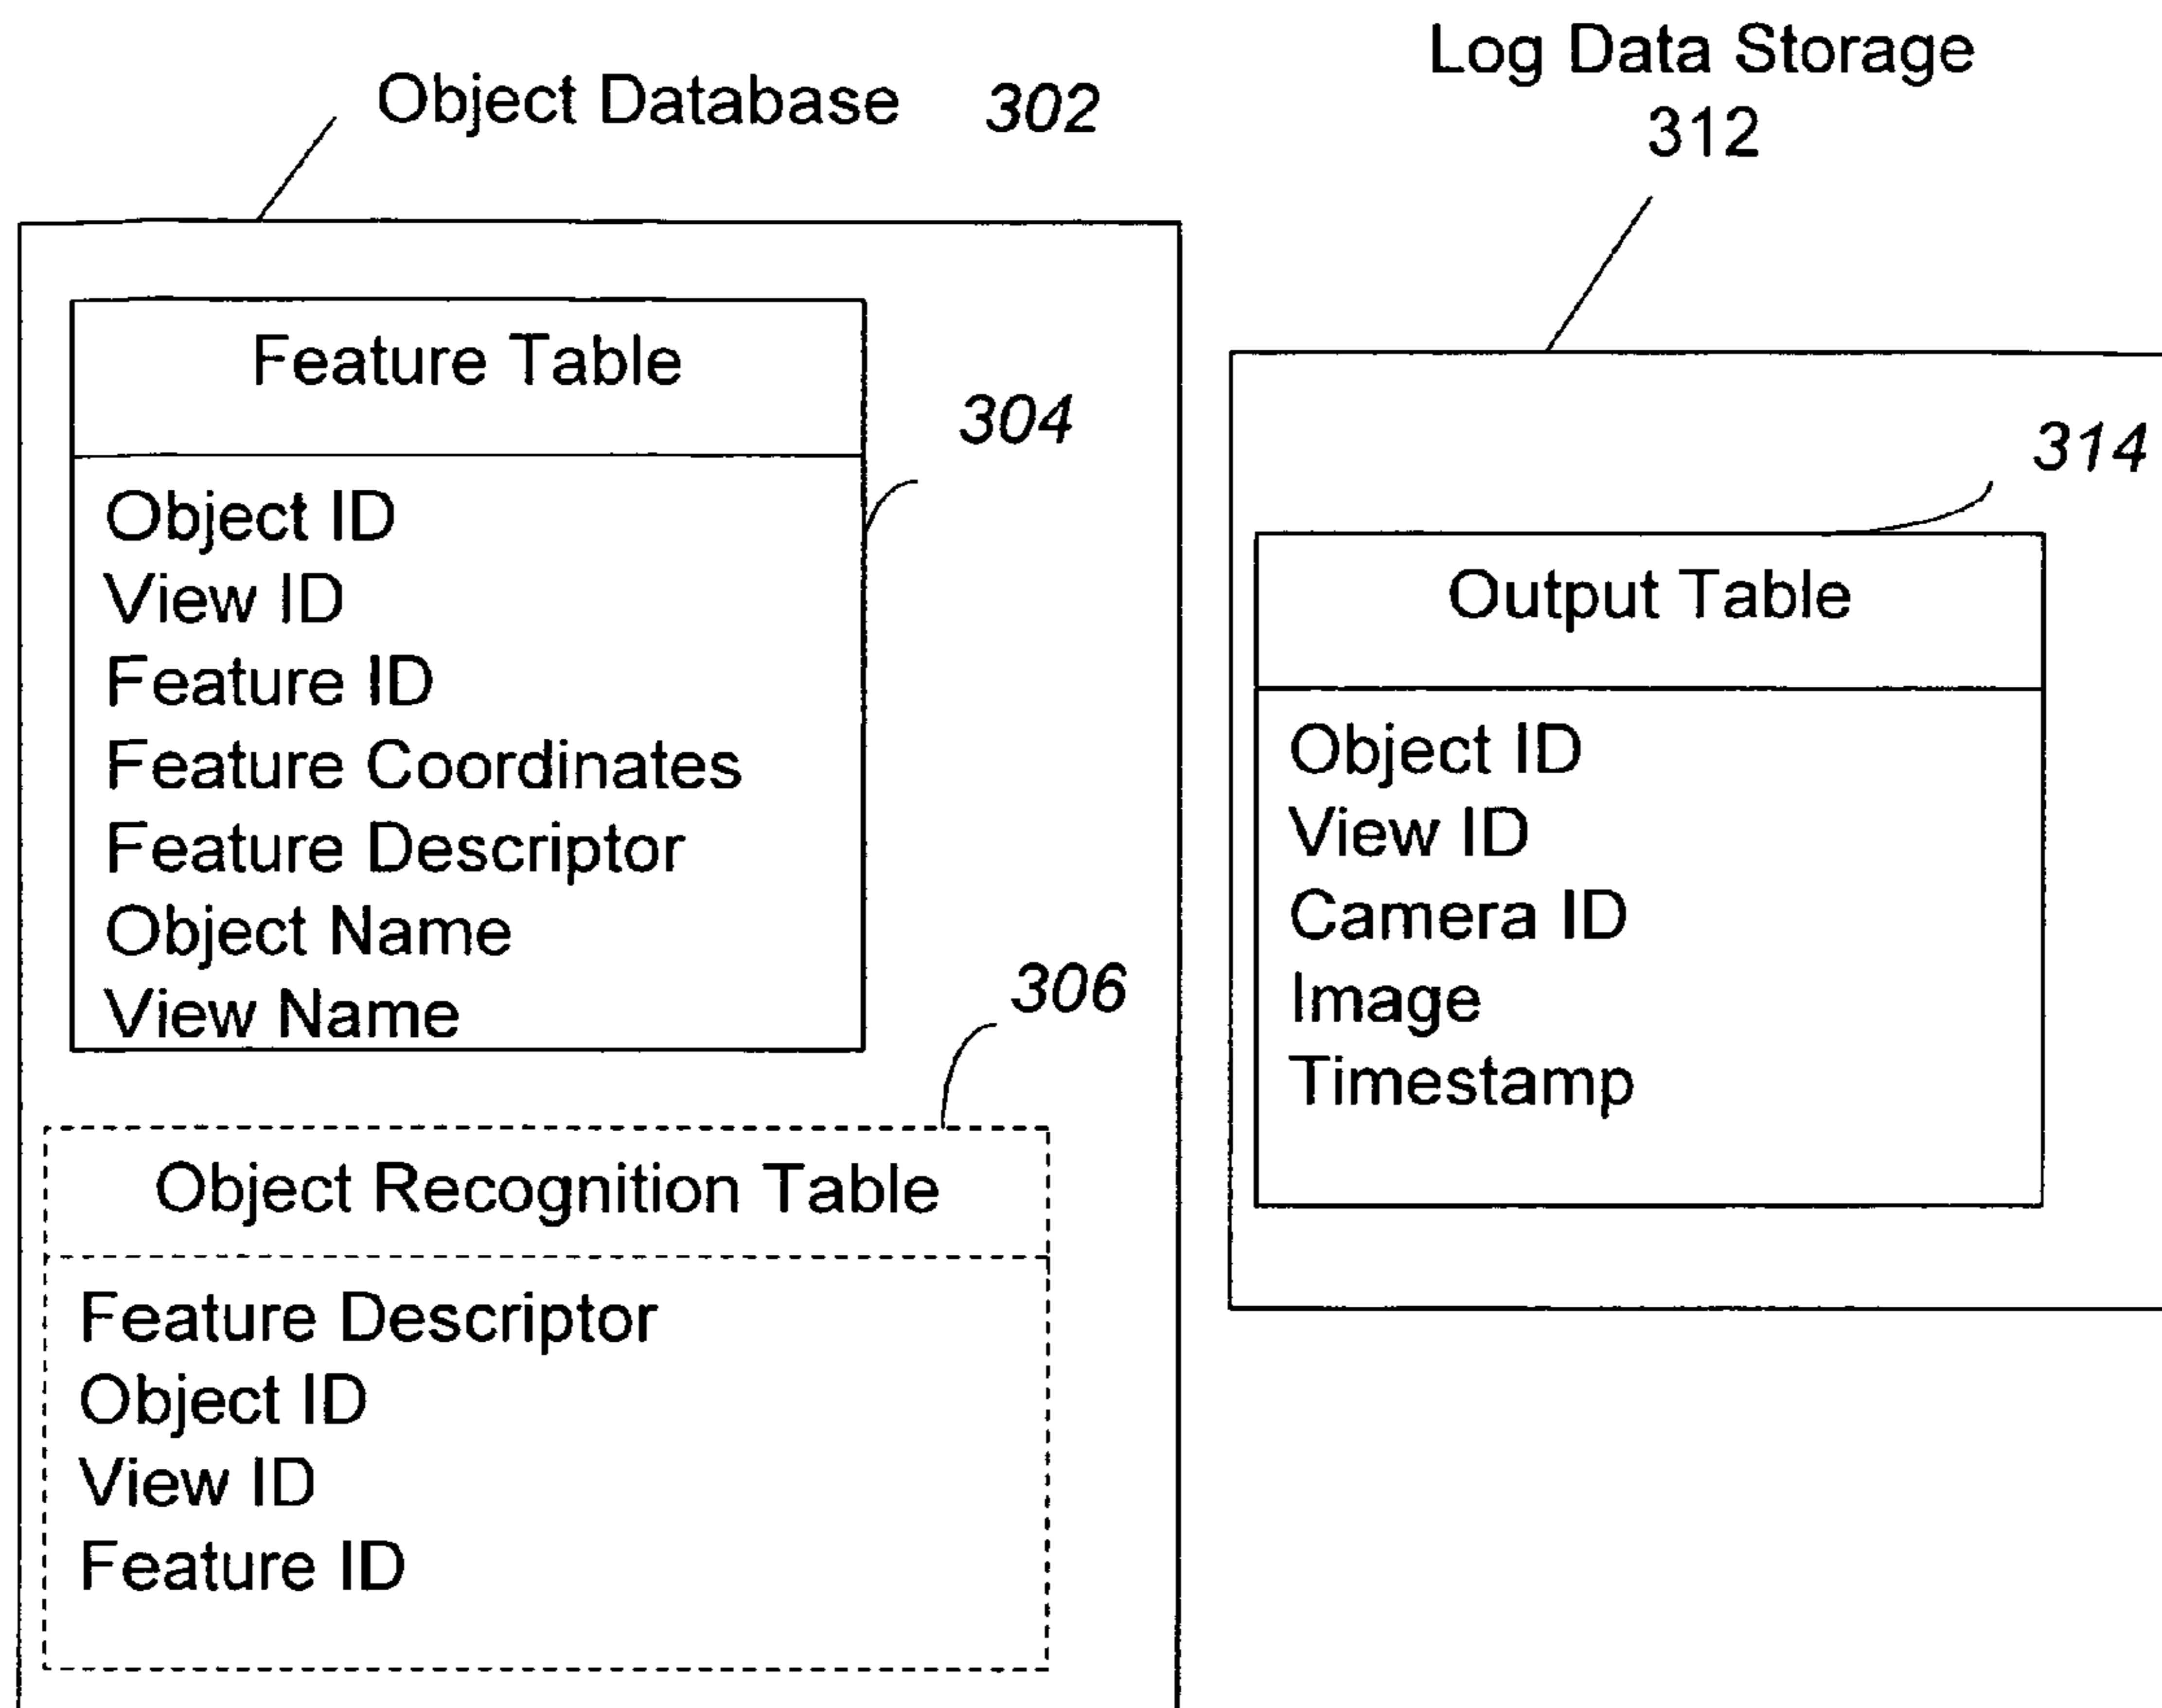 Object Database 302
Feature Table
304
Object ID
View ID
Feature ID
Feature Coordinates
Feature Descriptor
Object Name
View Name
306
Object Recognition Table
Feature Descriptor
Object ID
View ID
Feature ID
Log Data Storage
312
314
Output Table
Object ID
View ID
Camera ID
Image
Timestamp